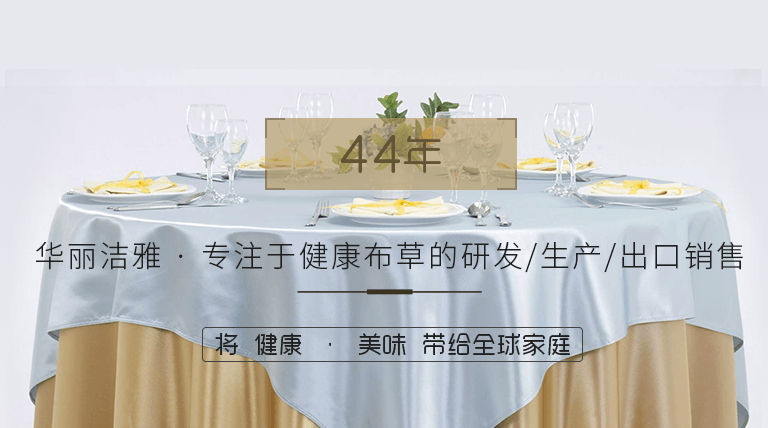 44年
华丽洁雅 · 专注于健康布草的研发/生产/出口销售
将 健康 · 美味 带给全球家庭